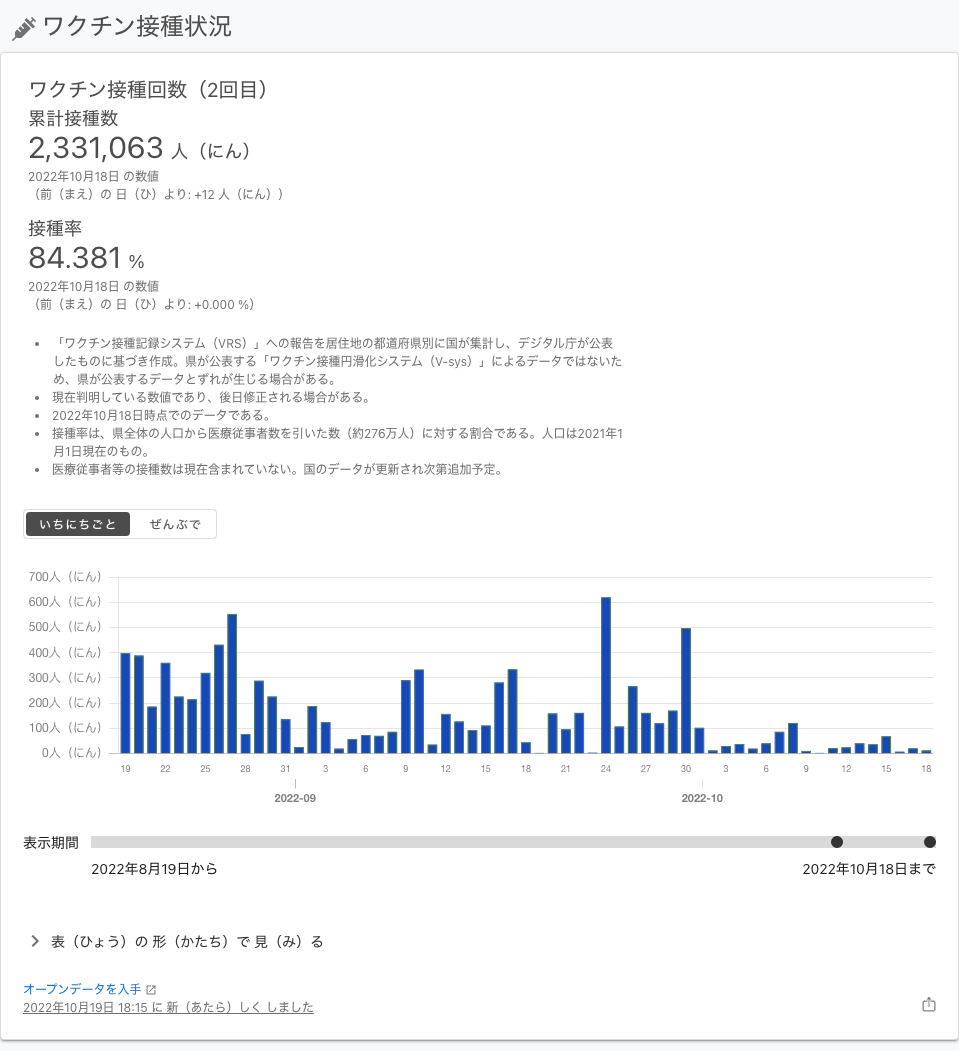 ワクチン接種状況
ワクチン接種回数（2回目）
累計接種数
2,331,063 人（にん）
2022年10月18日 の数値
（前（まえ）の 日（ひ）より: +12 人（にん））
接種率
84.381 %
2022年10月18日 の数値
（前（まえ）の 日（ひ）より: +0.000 %）
• 「ワクチン接種記録システム（VRS）」への報告を居住地の都道府県別に国が集計し、デジタル庁が公表
したものに基づき作成。県が公表する「ワクチン接種円滑化システム（V-sys）」によるデータではないた
め、県が公表するデータとずれが生じる場合がある。
• 現在判明している数値であり、後日修正される場合がある。
• 2022年10月18日時点でのデータである。
• 接種率は、県全体の人口から医療従事者数を引いた数（約276万人）に対する割合である。人口は2021年1
月1日現在のもの。
• 医療従事者等の接種数は現在含まれていない。国のデータが更新され次第追加予定。
いちにちごと ぜんぶで
700人（にん）
600人（にん）
500人（にん）
400人（にん）
300人（にん）
200人（にん）
100人（にん）
0人（にん）
19 22 25 28 31 3 6 9 12 15 18 21 24 27 30 3 6 9 12 15 18
2022-09 2022-10
表示期間
2022年8月19日から 2022年10月18日まで
表（ひょう）の 形（かたち）で 見（み）る
オープンデータを入手
2022年10月19日 18:15 に 新（あたら）しく しました